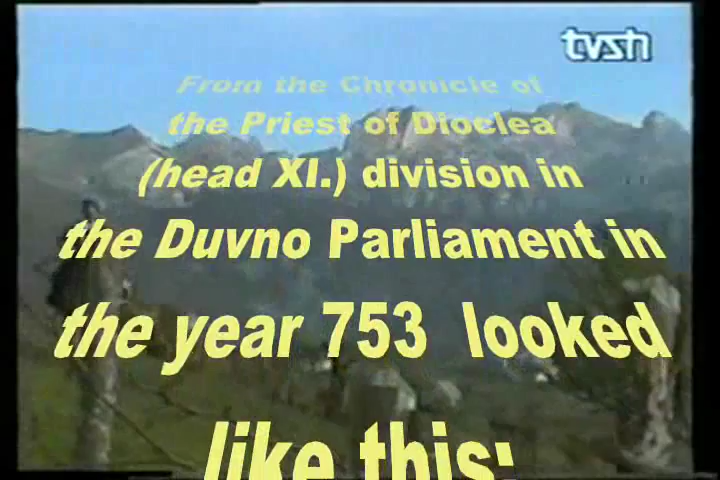 tvsh
From the Chronicle of
the Priest of Dioclea
(head XI.) division in
the Duvno Parliament in
the year 753 looked
like this: